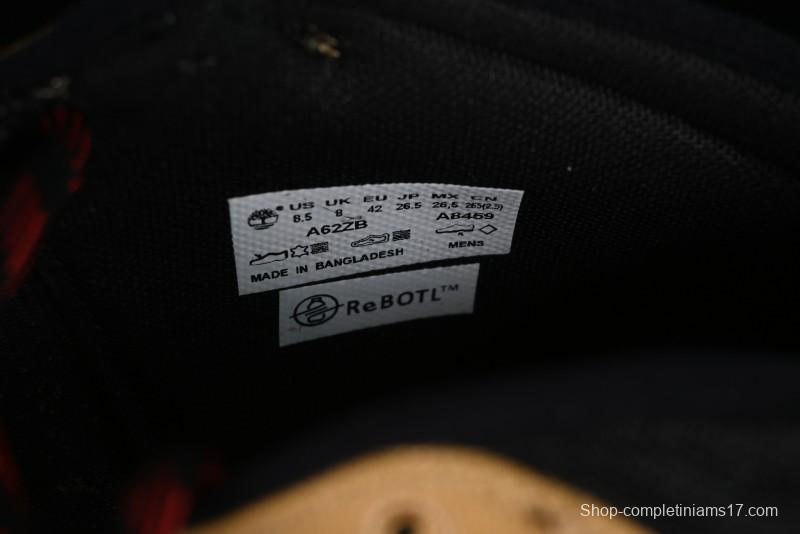 US UK EU JP MX CN
8.5 8 42 26.5 26,5 265(2.5)
A62ZB A8469
MENS
MADE IN BANGLADESH
ReBOTL™
Shop-completiniams17.com